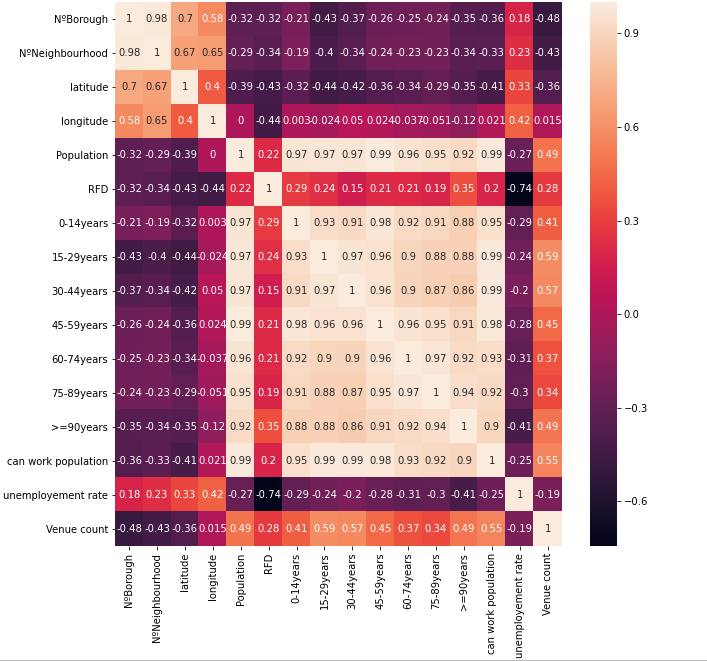 NºBorough 1 0.98 0.7 0.58 -0.32 -0.32 -0.21 -0.43 -0.37 -0.26 -0.25 -0.24 -0.35 -0.36 0.18 -0.48
NºNeighbourhood 0.98 1 0.67 0.65 -0.29 -0.34 -0.19 -0.4 -0.34 -0.24 -0.23 -0.23 -0.34 -0.33 0.23 -0.43
latitude 0.7 0.67 1 0.4 -0.39 -0.43 -0.32 -0.44 -0.42 -0.36 -0.34 -0.29 -0.35 -0.41 0.33 -0.36
longitude 0.58 0.65 0.4 1 0 -0.44 0.003 -0.024 0.05 0.024 -0.037 -0.051 -0.12 0.021 0.42 0.015
Population -0.32 -0.29 -0.39 0 1 0.22 0.97 0.97 0.97 0.99 0.96 0.95 0.92 0.99 -0.27 0.49
RFD -0.32 -0.34 -0.43 -0.44 0.22 1 0.29 0.24 0.15 0.21 0.21 0.19 0.35 0.2 -0.74 0.28
0-14years -0.21 -0.19 -0.32 0.003 0.97 0.29 1 0.93 0.91 0.98 0.92 0.91 0.88 0.95 -0.29 0.41
15-29years -0.43 -0.4 -0.44 -0.024 0.97 0.24 0.93 1 0.97 0.96 0.9 0.88 0.88 0.99 -0.24 0.59
30-44years -0.37 -0.34 -0.42 0.05 0.97 0.15 0.91 0.97 1 0.96 0.9 0.87 0.86 0.99 -0.2 0.57
45-59years -0.26 -0.24 -0.36 0.024 0.99 0.21 0.98 0.96 0.96 1 0.96 0.95 0.91 0.98 -0.28 0.45
60-74years -0.25 -0.23 -0.34 -0.037 0.96 0.21 0.92 0.9 0.9 0.96 1 0.97 0.92 0.93 -0.31 0.37
75-89years -0.24 -0.23 -0.29 -0.051 0.95 0.19 0.91 0.88 0.87 0.95 0.97 1 0.94 0.92 -0.3 0.34
>=90years -0.35 -0.34 -0.35 -0.12 0.92 0.35 0.88 0.88 0.86 0.91 0.92 0.94 1 0.9 -0.41 0.49
can work population -0.36 -0.33 -0.41 0.021 0.99 0.2 0.95 0.99 0.99 0.98 0.93 0.92 0.9 1 -0.25 0.55
unemployement rate 0.18 0.23 0.33 0.42 -0.27 -0.74 -0.29 -0.24 -0.2 -0.28 -0.31 -0.3 -0.41 -0.25 1 -0.19
Venue count -0.48 -0.43 -0.36 0.015 0.49 0.28 0.41 0.59 0.57 0.45 0.37 0.34 0.49 0.55 -0.19 1
NºBorough
NºNeighbourhood
latitude
longitude
Population
RFD
0-14years
15-29years
30-44years
45-59years
60-74years
75-89years
>=90years
can work population
unemployement rate
Venue count
0.9
0.6
0.3
0.0
−0.3
−0.6